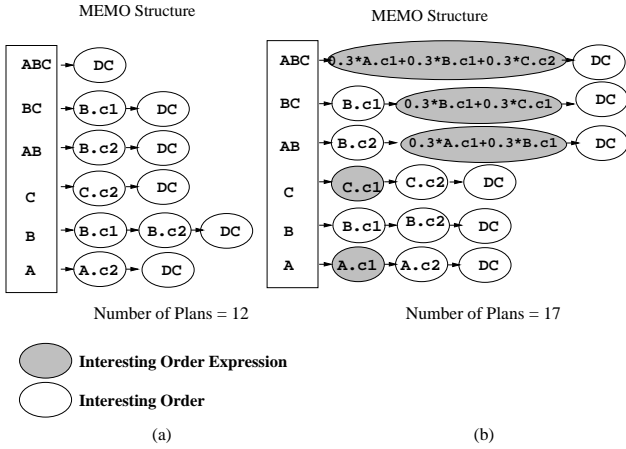 MEMO Structure
ABC DC
BC B.c1 DC
AB B.c2 DC
C C.c2 DC
B B.c1 B.c2 DC
A A.c2 DC
Number of Plans = 12
MEMO Structure
ABC 0.3*A.c1+0.3*B.c1+0.3*C.c2 DC
BC B.c1 0.3*B.c1+0.3*C.c1 DC
AB B.c2 0.3*A.c1+0.3*B.c1 DC
C C.c1 C.c2 DC
B B.c1 B.c2 DC
A A.c1 A.c2 DC
Number of Plans = 17
Interesting Order Expression
Interesting Order
(a)
(b)